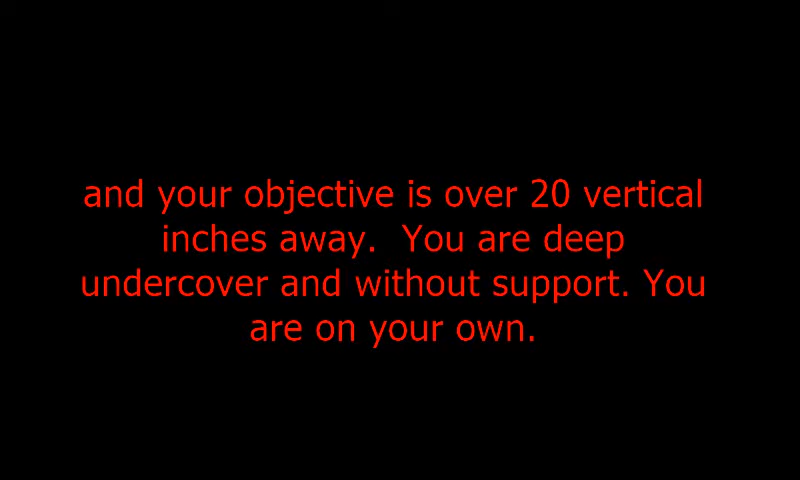 and your objective is over 20 vertical
inches away.  You are deep
undercover and without support. You
are on your own.